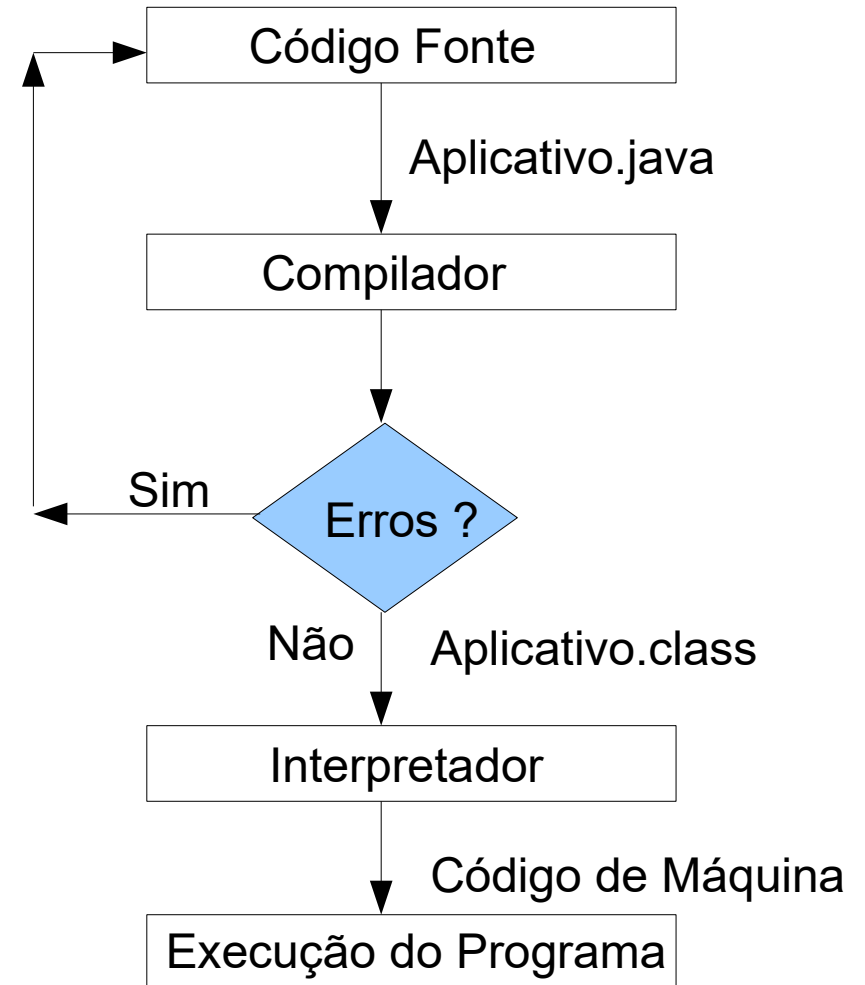 Código Fonte
Aplicativo.java
Compilador
Sim
Erros ?
Não
Aplicativo.class
Interpretador
Código de Máquina
Execução do Programa